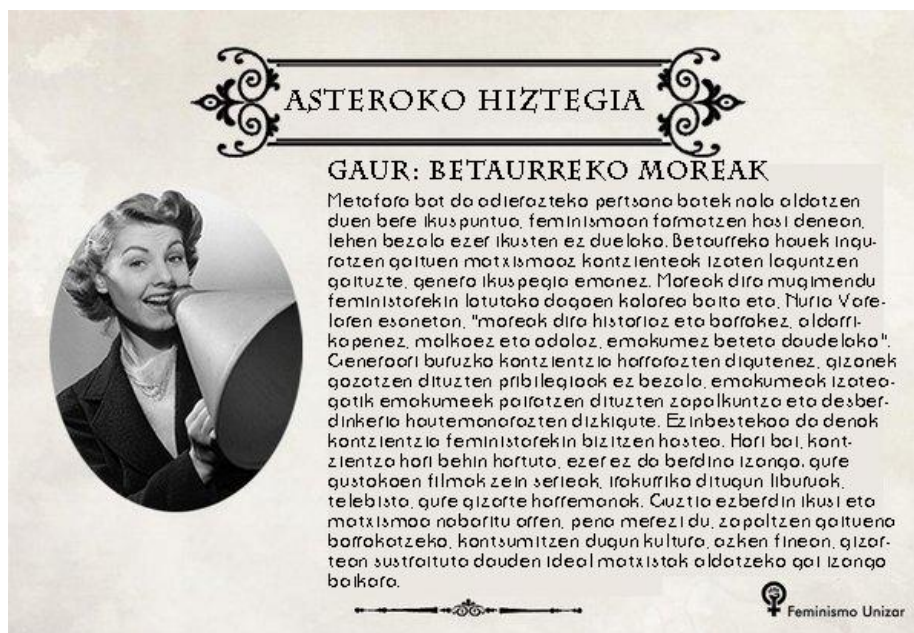 ASTEROKO HIZTEGIA
GAUR: BETAURREKO MOREAK
Metafora bat da adierazteko pertsona batek nola aldatzen
duen bere ikuspuntua, feminismoan formatzen hasi denean,
lehen bezala ezer ikusten ez duelako. Betaurreko hauek ingu-
ratzen gaituen matxismoaz kontzienteak izaten laguntzen
gaituzte, genero ikuspegia emanez. Moreak dira mugimendu
feministarekin lotutako dagoen kolorea baita eta, Nuria Vare-
laren esanetan, "moreak dira historiaz eta borrokez, aldarri-
kapenez, malkoez eta odolaz, emakumez beteta daudelako".
Generoari buruzko kontzientzia harrarazten digutenez, gizonek
gozatzen dituzten pribilegioak ez bezala, emakumeak izatea-
gatik emakumeek pairatzen dituzten zapalkuntza eta desber-
dinkeria hautemanarazten dizkigute. Ezinbestekoa da denok
kontzientzia feministarekin bizitzen hastea. Hori bai, kont-
zientza hori behin hartuta, ezer ez da berdina izango. gure
gustakoen filmak zein serieak, irakurriko ditugun liburuak,
telebista, gure gizarte harremanak. Guztia ezberdin ikusi eta
matxismoa nabaritu arren, pena merezi du, zapaltzen gaituena
borrokatzeko, kontsumitzen dugun kultura, azken finean, gizar-
tean sustraituta dauden ideal matxistak aldatzeko gai izango
baikara.
Feminismo Unizar